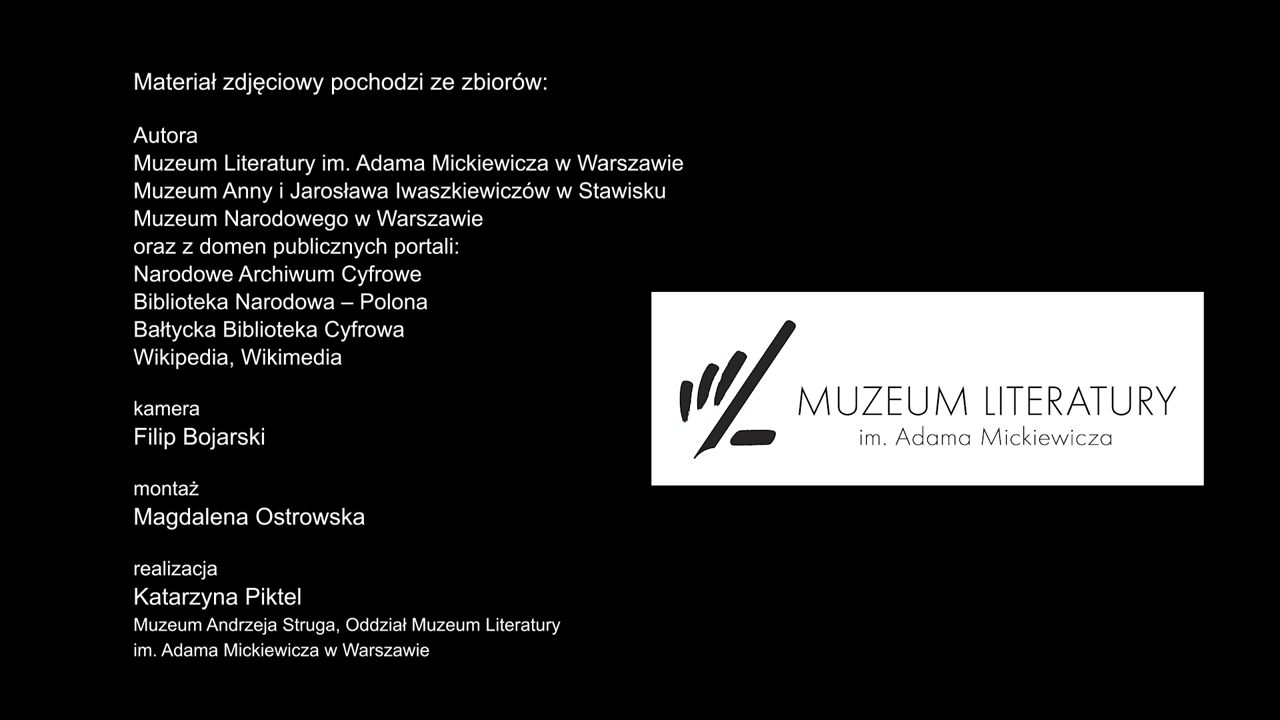 Materiał zdjęciowy pochodzi ze zbiorów:
Autora
Muzeum Literatury im. Adama Mickiewicza w Warszawie
Muzeum Anny i Jarosława Iwaszkiewiczów w Stawisku
Muzeum Narodowego w Warszawie
oraz z domen publicznych portali:
Narodowe Archiwum Cyfrowe
Biblioteka Narodowa – Polona
Bałtycka Biblioteka Cyfrowa
Wikipedia, Wikimedia
kamera
Filip Bojarski
montaż
Magdalena Ostrowska
realizacja
Katarzyna Piktel
Muzeum Andrzeja Struga, Oddział Muzeum Literatury
im. Adama Mickiewicza w Warszawie
MUZEUM LITERATURY
im. Adama Mickiewicza